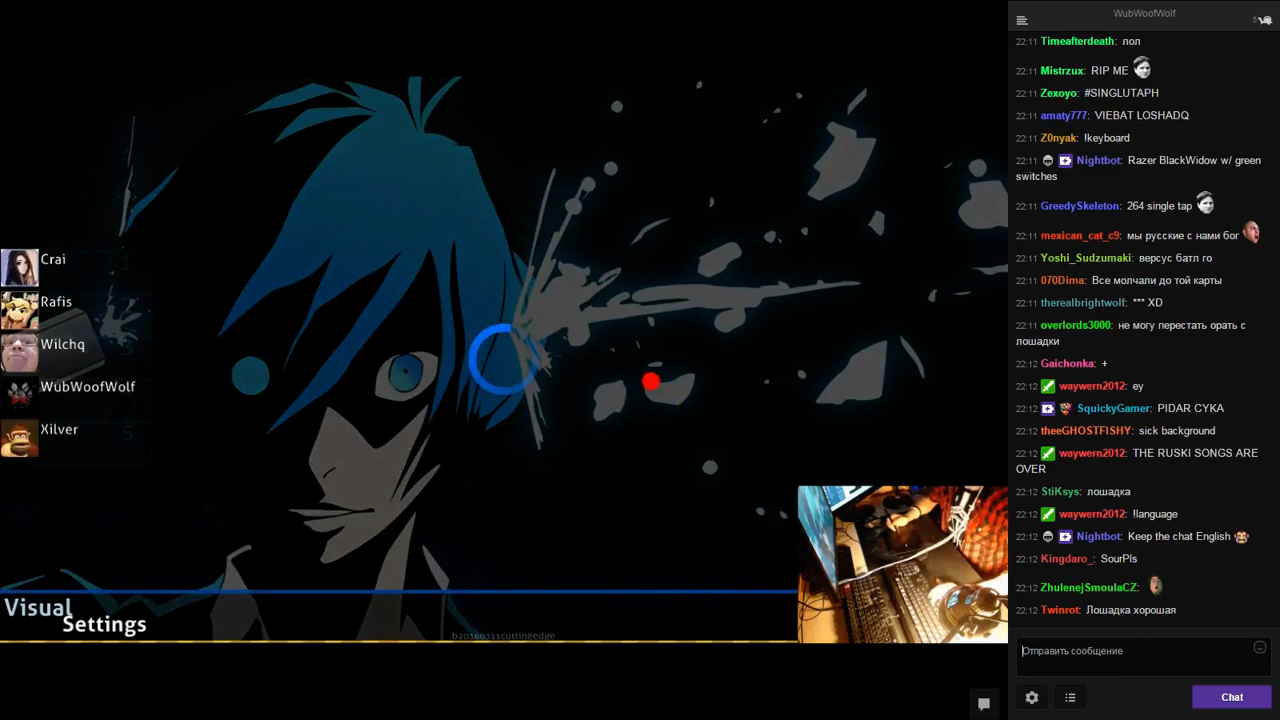 Crai
Rafis
Wilchq
WubWoofWolf
Xilver
5
Visual
Settings
b20160311cuttingedge
WubWoofWolf
22:11 Timeafterdeath: лол
22:11 Mistrzux: RIP ME
22:11 Zexoyo: #SINGLUTAPH
22:11 amaty777: VIEBAT LOSHADQ
22:11 Z0nyak: !keyboard
22:11 Nightbot: Razer BlackWidow w/ green
switches
22:11 GreedySkeleton: 264 single tap
22:11 mexican_cat_c9: мы русские с нами бог
22:11 Yoshi_Sudzumaki: версус батл го
22:11 070Dima: Все молчали до той карты
22:11 therealbrightwolf: *** XD
22:11 overlords3000: не могу перестать орать с
лошадки
22:11 Gaichonka: +
22:11 waywern2012: ey
22:12 SquickyGamer: PIDAR CYKA
22:12 theeGHOSTFISHY: sick background
22:12 waywern2012: THE RUSKI SONGS ARE
OVER
22:12 StiKsys: лошадка
22:12 waywern2012: !language
22:12 Nightbot: Keep the chat English
22:12 Kingdaro_: SourPls
22:12 ZhulenejSmoulaCZ:
22:12 Twinrot: Лошадка хорошая
Отправить сообщение
Chat